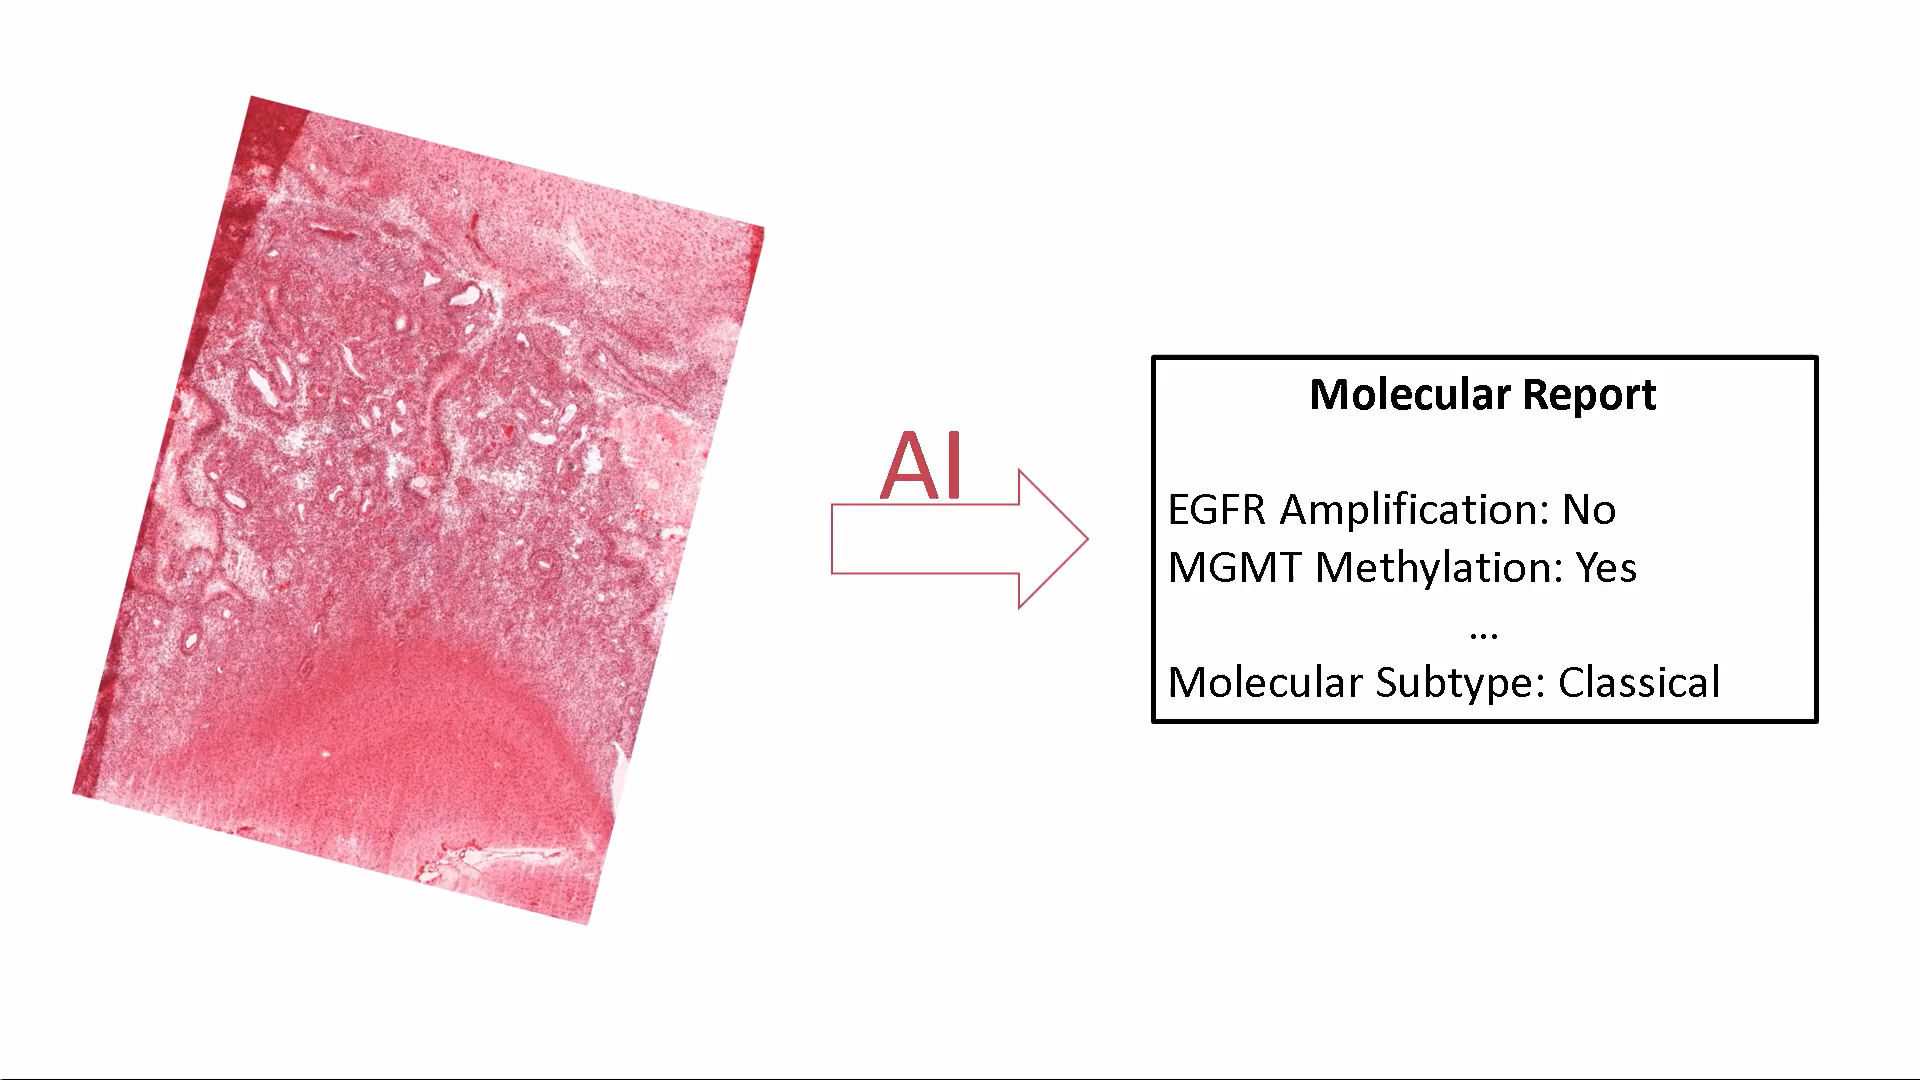 AI
Molecular Report
EGFR Amplification: No
MGMT Methylation: Yes
...
Molecular Subtype: Classical